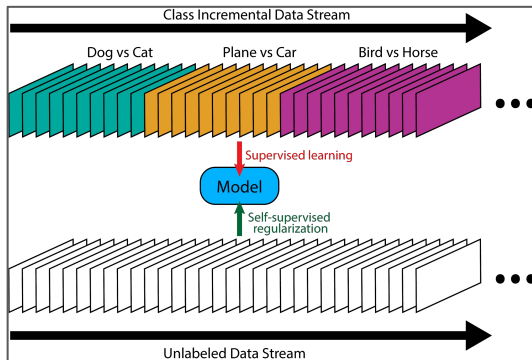 Class Incremental Data Stream
Dog vs Cat
Plane vs Car
Bird vs Horse
Supervised learning
Model
Self-supervised
regularization
Unlabeled Data Stream